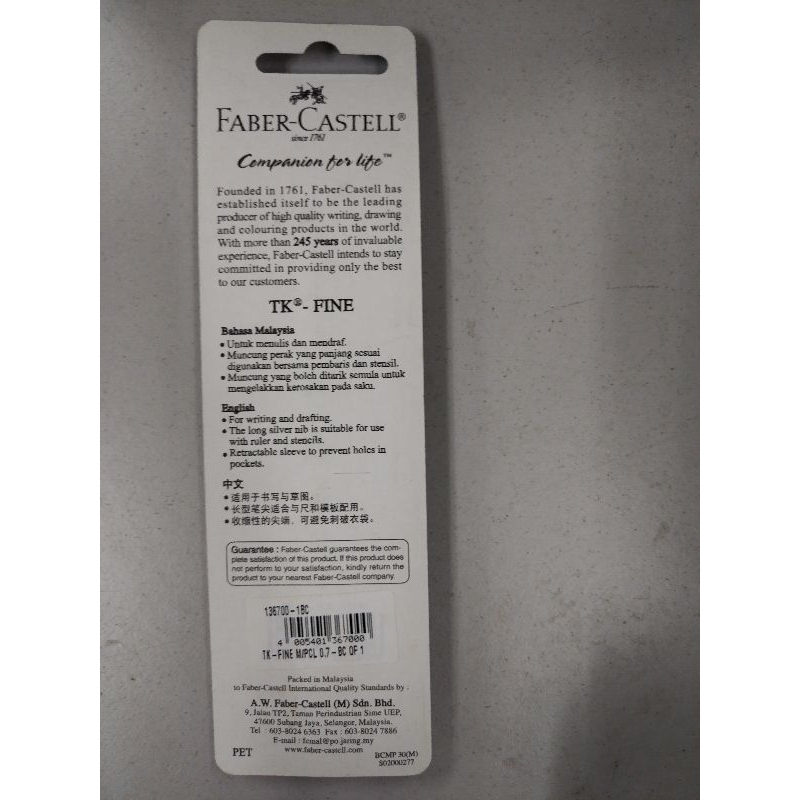 FABER-CASTELL®
since 1761
Companion for life™
Founded in 1761, Faber-Castell has
established itself to be the leading
producer of high quality writing, drawing
and colouring products in the world.
With more than 245 years of invaluable
experience, Faber-Castell intends to stay
committed in providing only the best
to our customers.
TK®- FINE
Bahasa Malaysia
• Untuk menulis dan mendraf.
• Muncung perak yang panjang sesuai
digunakan bersama pembaris dan stensil.
• Muncung yang boleh ditarik semula untuk
mengelakkan kerosakan pada saku.
English
• For writing and drafting.
• The long silver nib is suitable for use
with ruler and stencils.
• Retractable sleeve to prevent holes in
pockets.
中文
• 适用于书写与草图。
• 长型笔尖适合与尺和模板配用。
• 收缩性的尖端，可避免刺破衣袋。
Guarantee : Faber-Castell guarantees the com-
plete satisfaction of this product. If this product does
not perform to your satisfaction, kindly return the
product to your nearest Faber-Castell company.
136700-1BC
4 005401 367000
TK-FINE M/PCL 0.7-BC OF 1
Packed in Malaysia
to Faber-Castell International Quality Standards by :
A.W. Faber-Castell (M) Sdn. Bhd.
9, Jalan TP2, Taman Perindustrian Sime UEP,
47600 Subang Jaya, Selangor, Malaysia.
Tel : 603-8024 6363 Fax : 603-8024 7886
E-mail : fcmal@po.jaring.my
www.faber-castell.com
PET
BCMP 30(M)
S02000277